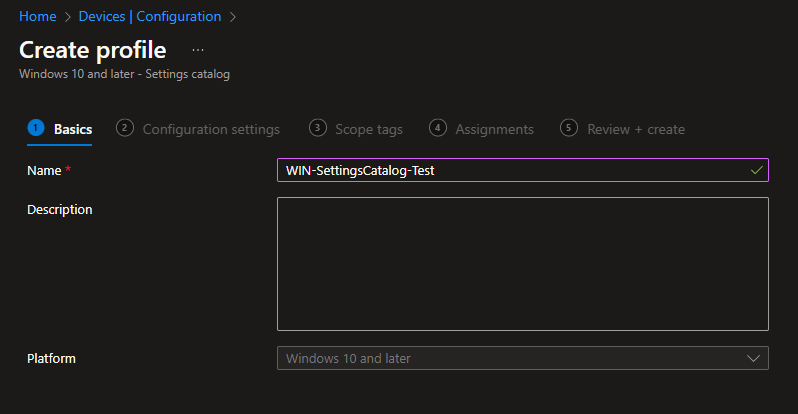 Home > Devices | Configuration >
Create profile ...
Windows 10 and later - Settings catalog
1 Basics 2 Configuration settings 3 Scope tags 4 Assignments 5 Review + create
Name * WIN-SettingsCatalog-Test
Description
Platform Windows 10 and later